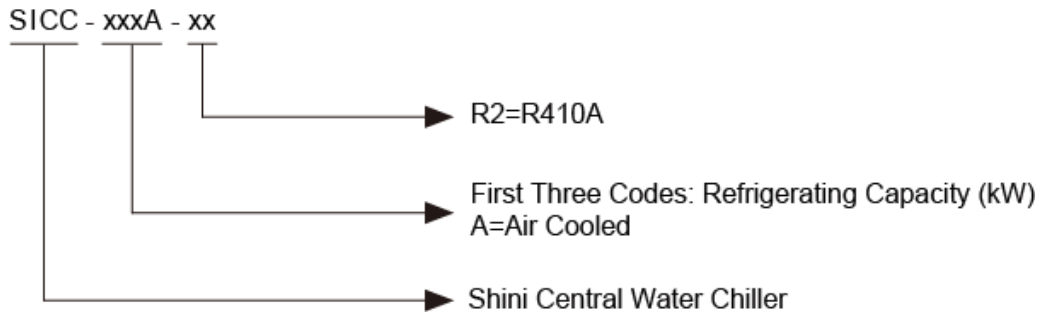 SICC - xxxA - xx
R2=R410A
First Three Codes: Refrigerating Capacity (kW)
A=Air Cooled
Shini Central Water Chiller